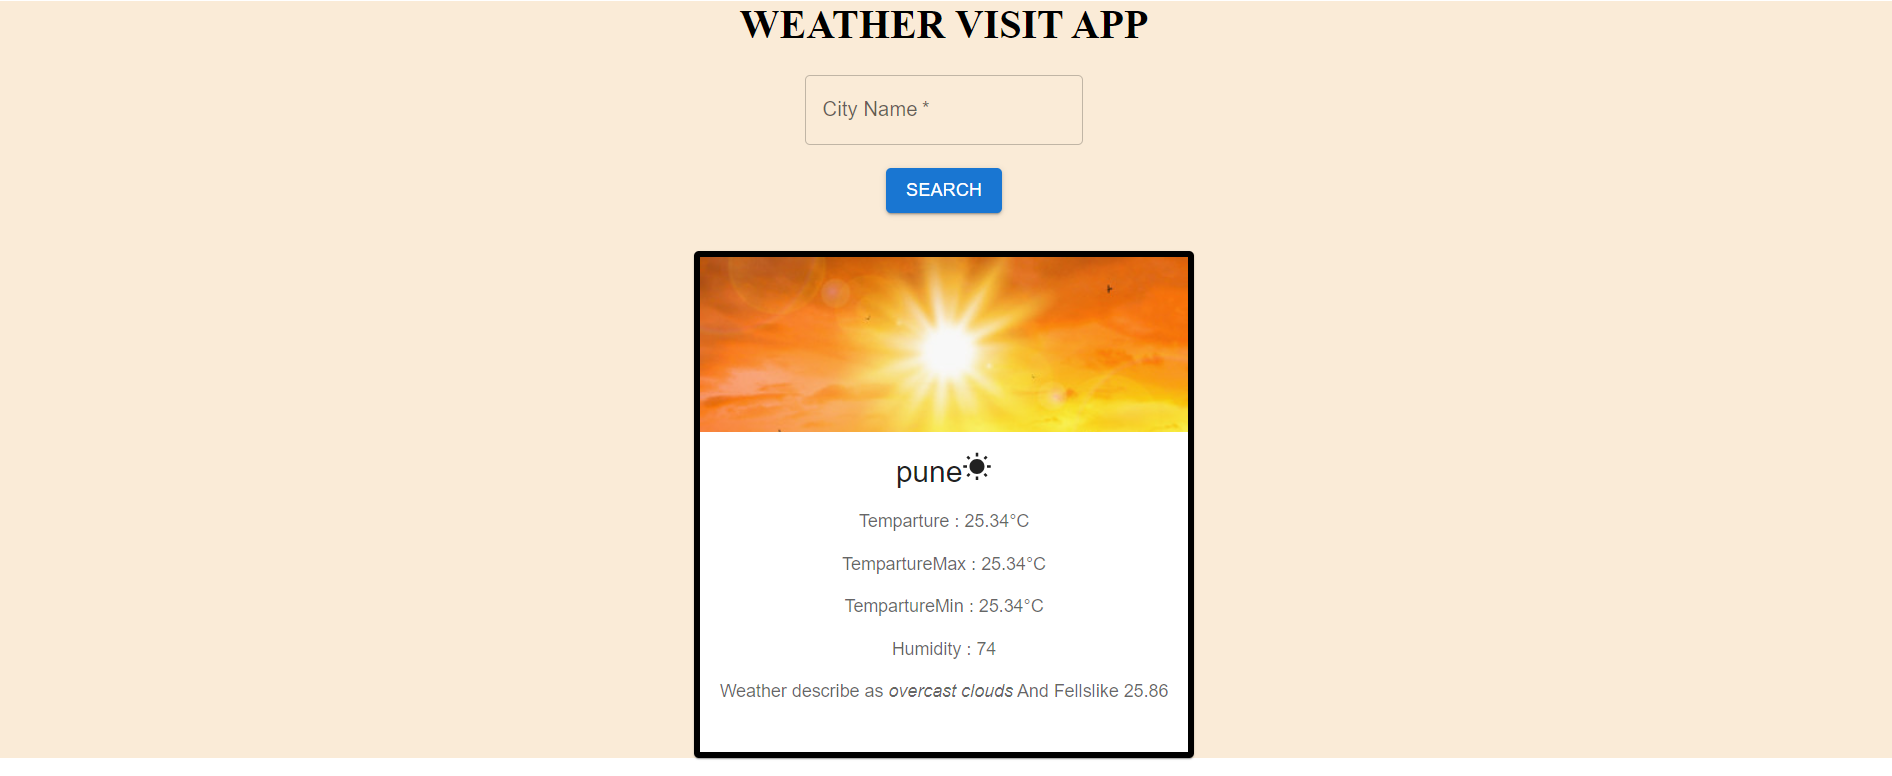 WEATHER VISIT APP
City Name *
SEARCH
pune
Temparture : 25.34°C
TempartureMax : 25.34°C
TempartureMin : 25.34°C
Humidity : 74
Weather describe as overcast clouds And Fellslike 25.86